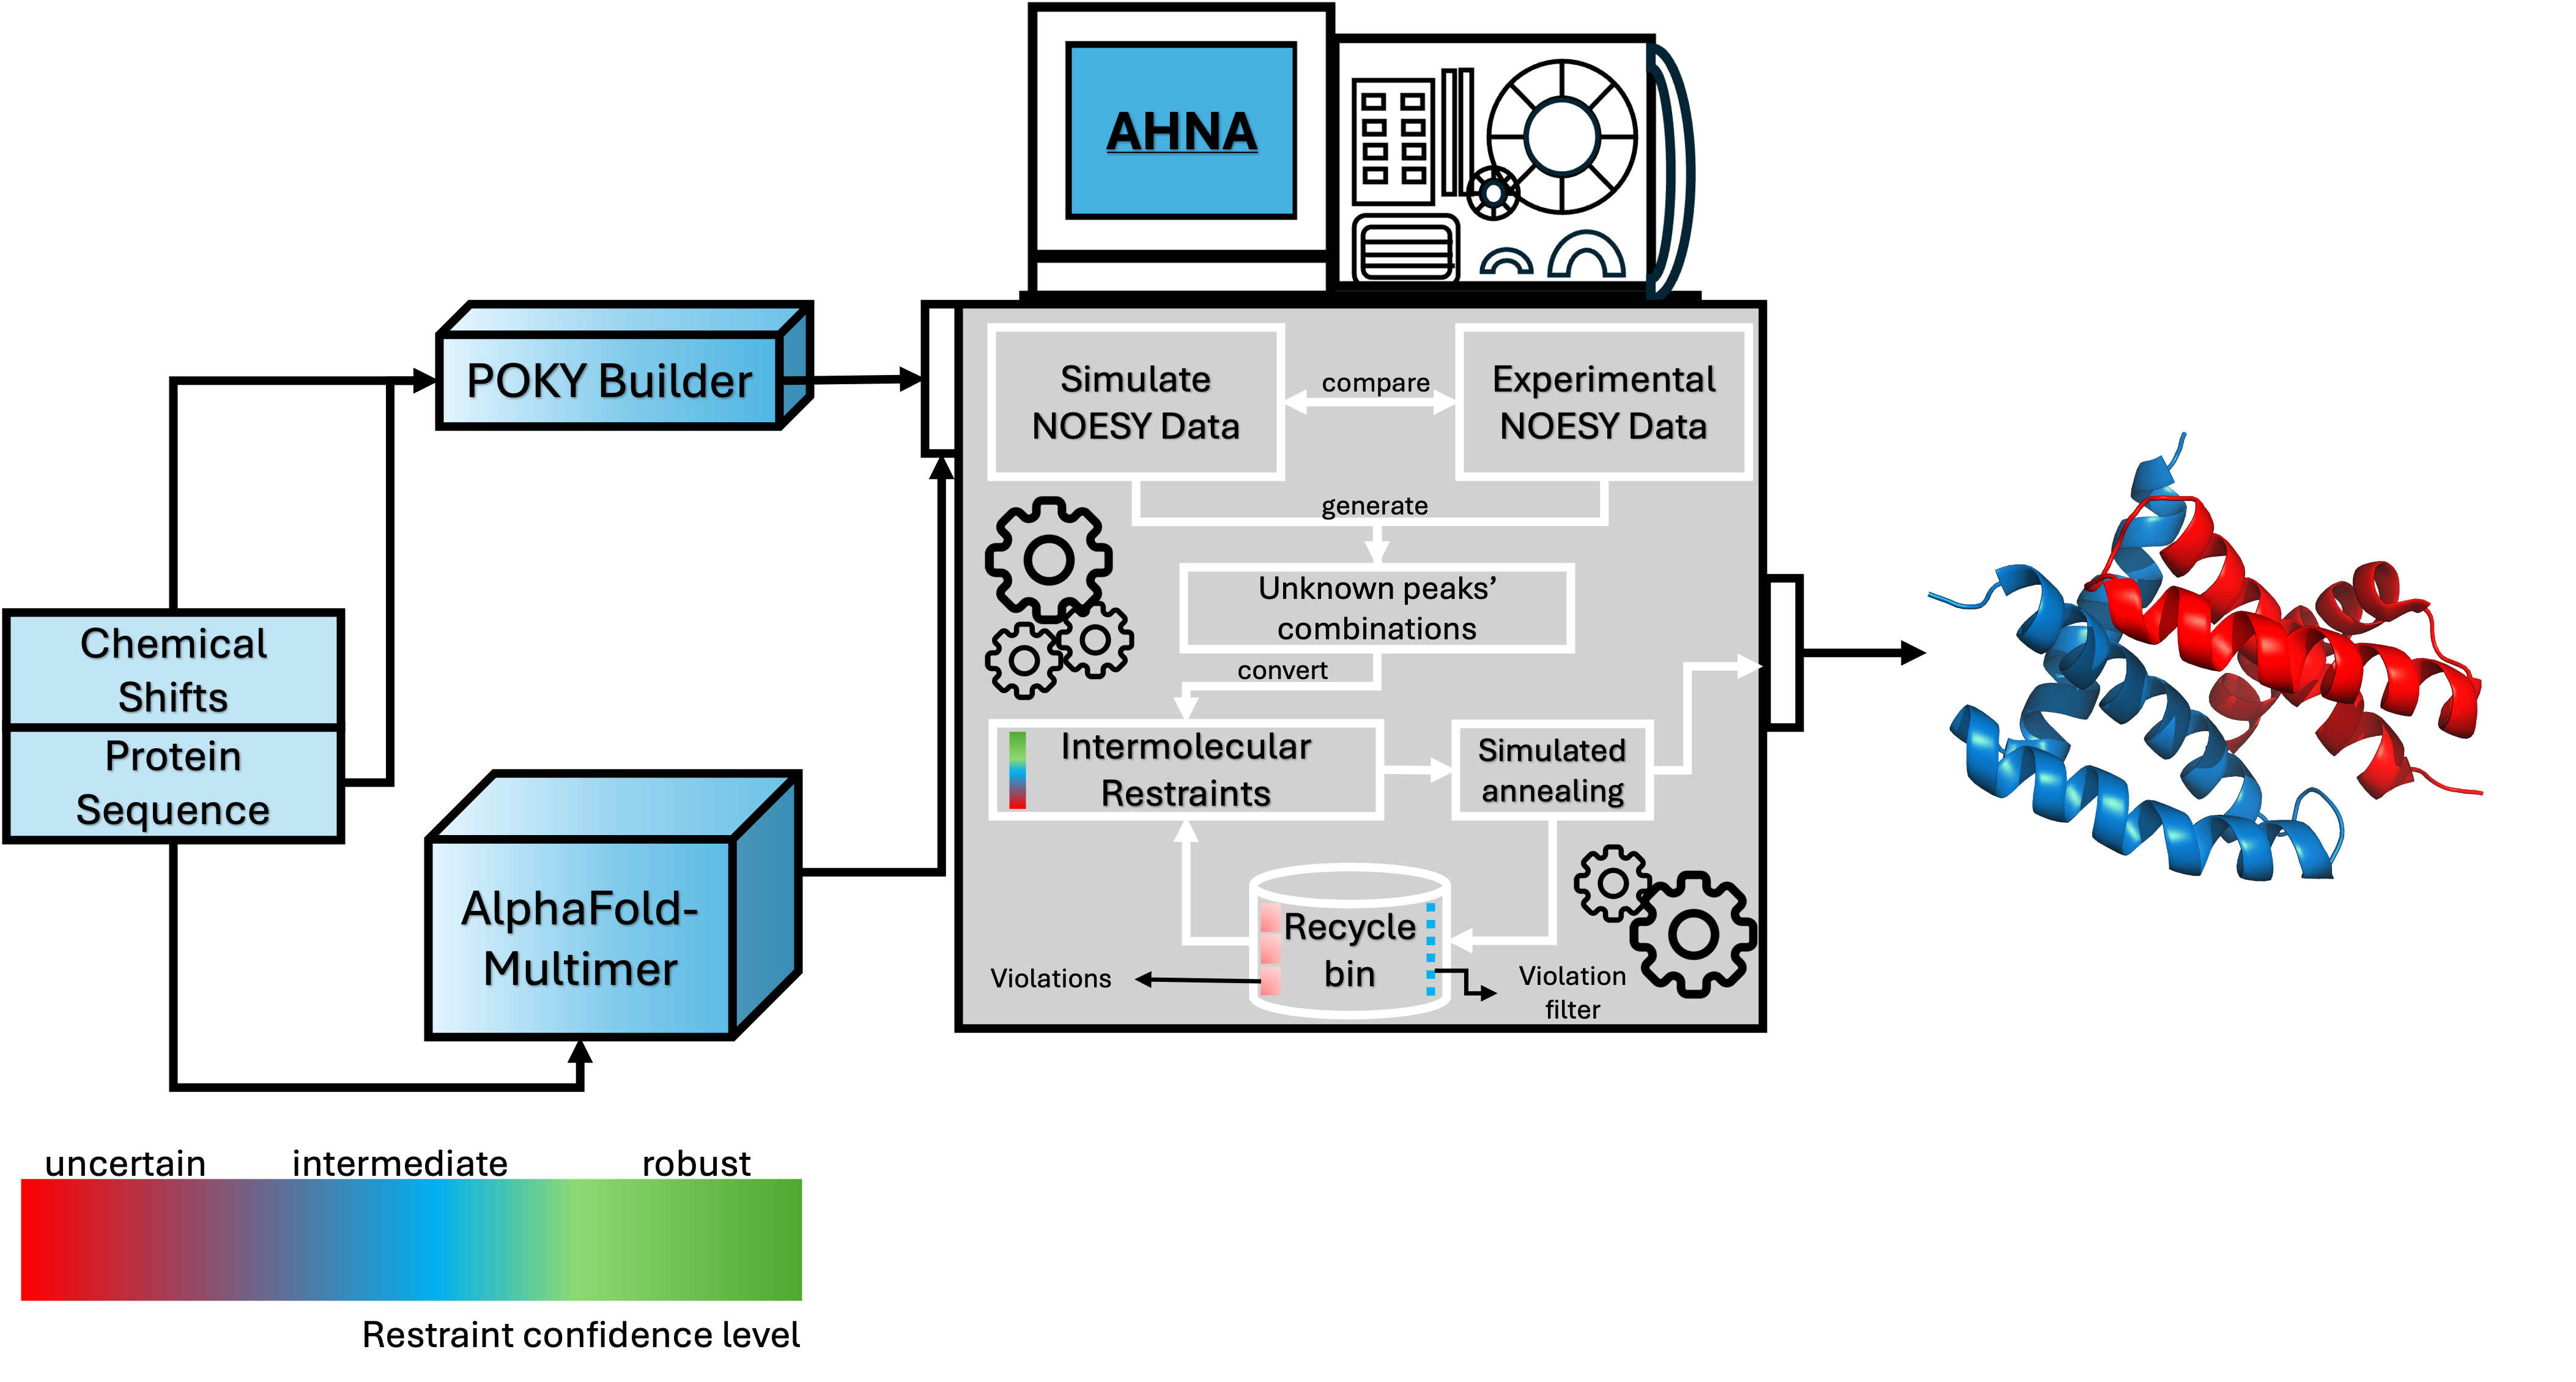 AHNA
POKY Builder
Simulate
NOESY Data
compare
Experimental
NOESY Data
generate
Unknown peaks’
combinations
convert
Chemical
Shifts
Protein
Sequence
Intermolecular
Restraints
Simulated
annealing
AlphaFold-
Multimer
Recycle
bin
Violations
Violation
filter
uncertain
intermediate
robust
Restraint confidence level